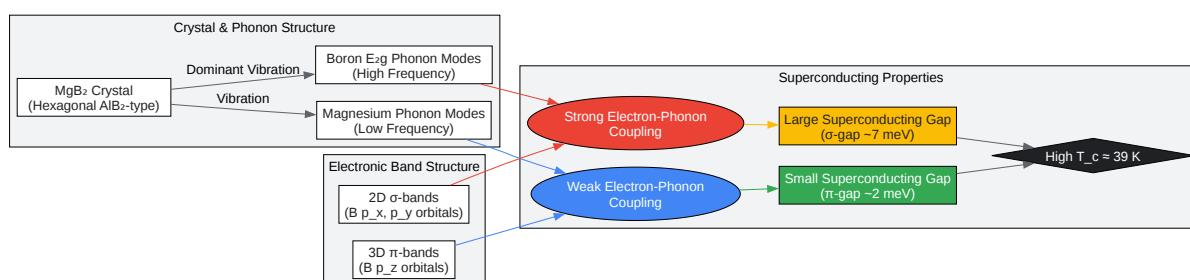 Crystal & Phonon Structure
MgB₂ Crystal
(Hexagonal AlB₂-type)
Dominant Vibration
Vibration
Boron E₂g Phonon Modes
(High Frequency)
Magnesium Phonon Modes
(Low Frequency)
Electronic Band Structure
2D σ-bands
(B p_x, p_y orbitals)
3D π-bands
(B p_z orbitals)
Superconducting Properties
Strong Electron-Phonon
Coupling
Weak Electron-Phonon
Coupling
Large Superconducting Gap
(σ-gap ~7 meV)
Small Superconducting Gap
(π-gap ~2 meV)
High T_c ≈ 39 K